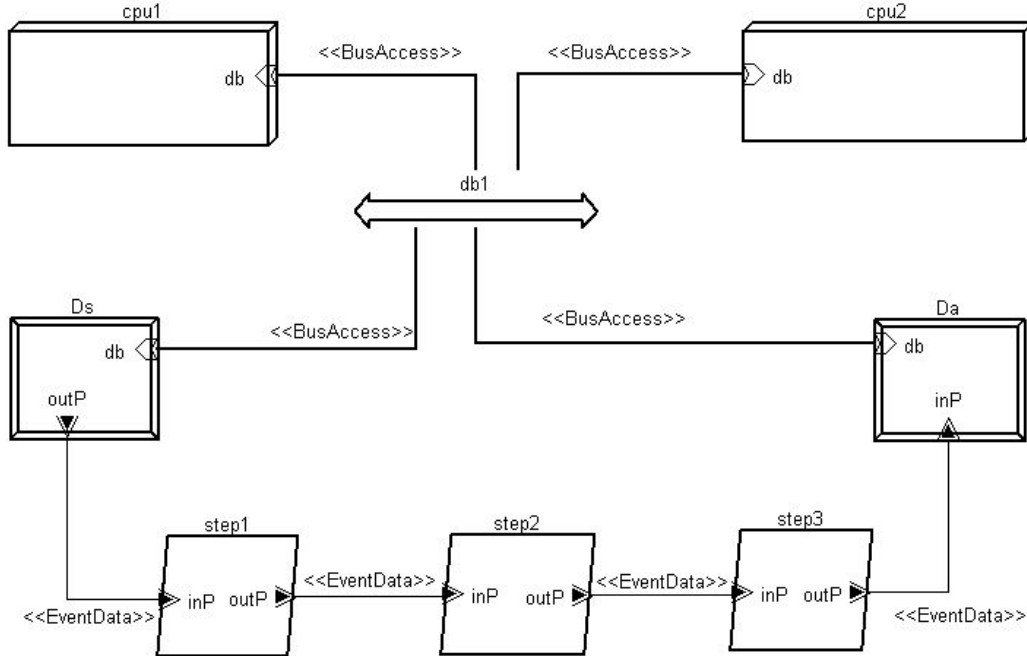 cpu1
cpu2
<<BusAccess>>
<<BusAccess>>
db
db
db1
Ds
Da
<<BusAccess>>
<<BusAccess>>
db
db
outP
inP
step1
step2
step3
<<EventData>>
<<EventData>>
inP
outP
inP
outP
inP
outP
<<EventData>>
<<EventData>>